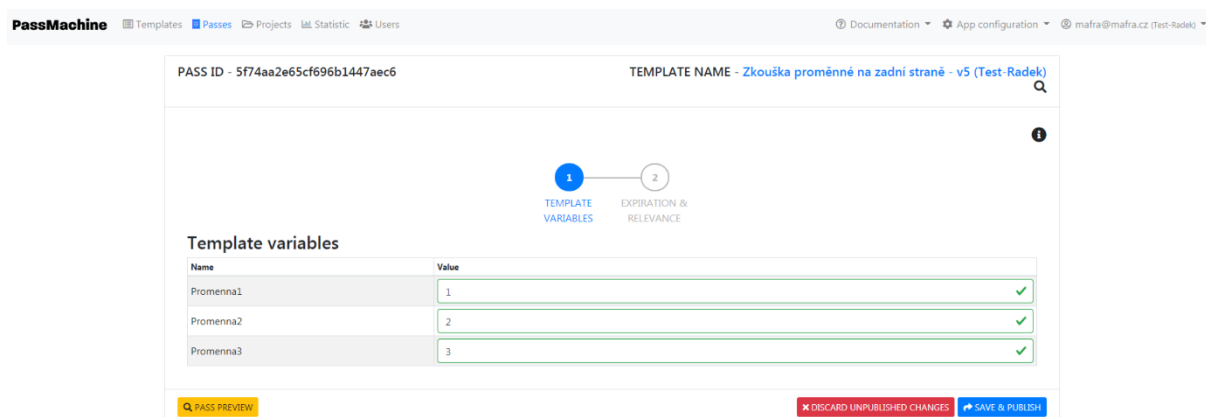 PassMachine Templates Passes Projects Statistic Users Documentation App configuration mafra@mafra.cz (Test-Radek)
PASS ID - 5f74aa2e65cf696b1447aec6 TEMPLATE NAME - Zkouška proměnné na zadní straně - v5 (Test-Radek)
1 2
TEMPLATE EXPIRATION &
VARIABLES RELEVANCE
Template variables
Name Value
Promenna1 1
Promenna2 2
Promenna3 3
PASS PREVIEW DISCARD UNPUBLISHED CHANGES SAVE & PUBLISH